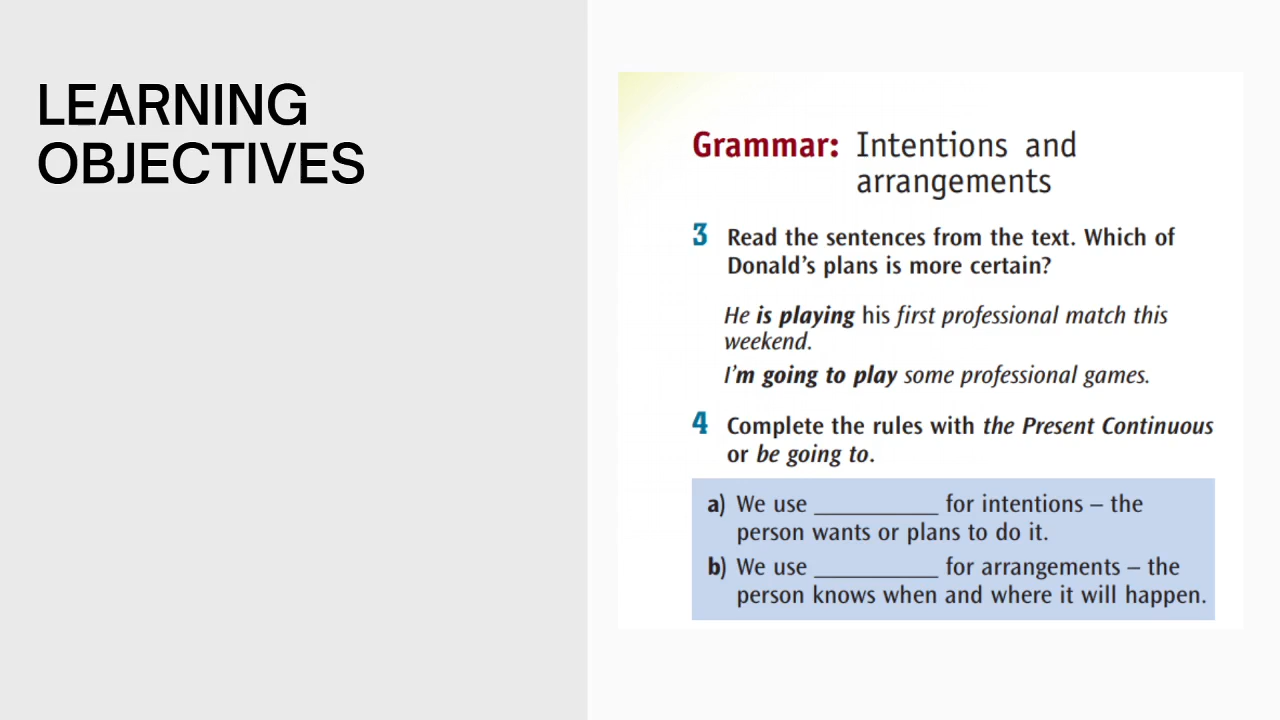 LEARNING
OBJECTIVES
Grammar: Intentions and
arrangements
3 Read the sentences from the text. Which of
Donald’s plans is more certain?
He is playing his first professional match this
weekend.
I’m going to play some professional games.
4 Complete the rules with the Present Continuous
or be going to.
a) We use __________ for intentions – the
person wants or plans to do it.
b) We use __________ for arrangements – the
person knows when and where it will happen.